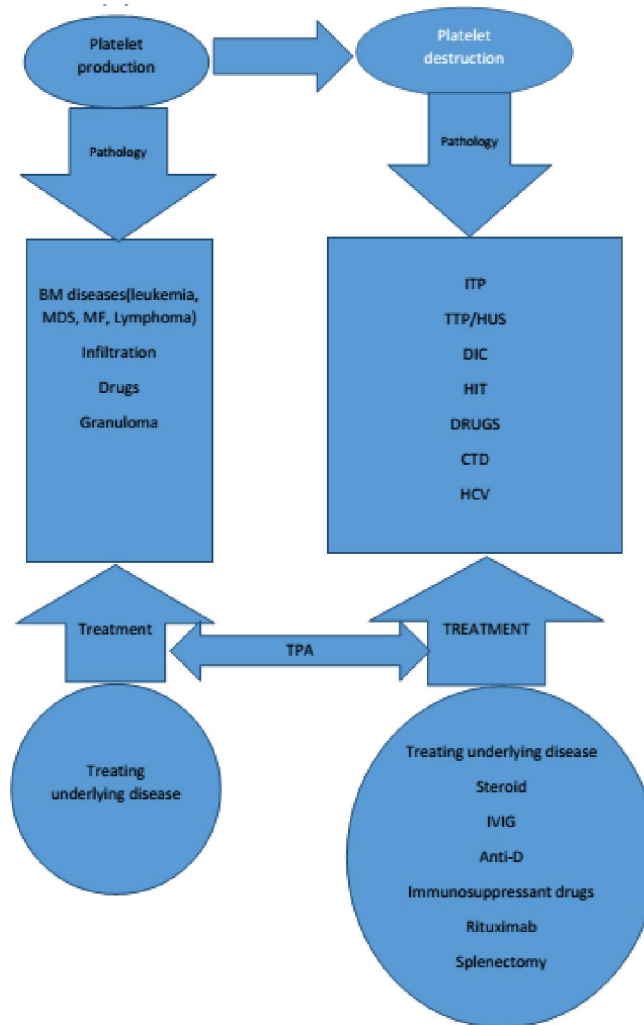 Platelet
production
Platelet
destruction
Pathology
Pathology
BM diseases(leukemia,
MDS, MF, Lymphoma)
Infiltration
Drugs
Granuloma
ITP
TTP/HUS
DIC
HIT
DRUGS
CTD
HCV
Treatment
TPA
TREATMENT
Treating
underlying disease
Treating underlying disease
Steroid
IVIG
Anti-D
Immunosuppressant drugs
Rituximab
Splenectomy